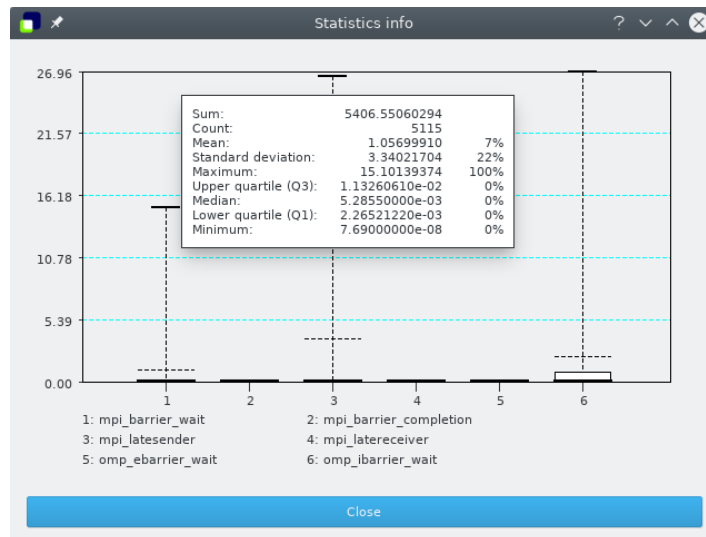 Statistics info
26.96
21.57
16.18
10.78
5.39
0.00
Sum: 5406.55060294
Count: 5115
Mean: 1.05699910 7%
Standard deviation: 3.34021704 22%
Maximum: 15.10139374 100%
Upper quartile (Q3): 1.13260610e-02 0%
Median: 5.28550000e-03 0%
Lower quartile (Q1): 2.26521220e-03 0%
Minimum: 7.69000000e-08 0%
1 2 3 4 5 6
1: mpi_barrier_wait 2: mpi_barrier_completion
3: mpi_latesender 4: mpi_latereceiver
5: omp_ebarrier_wait 6: omp_ibarrier_wait
Close